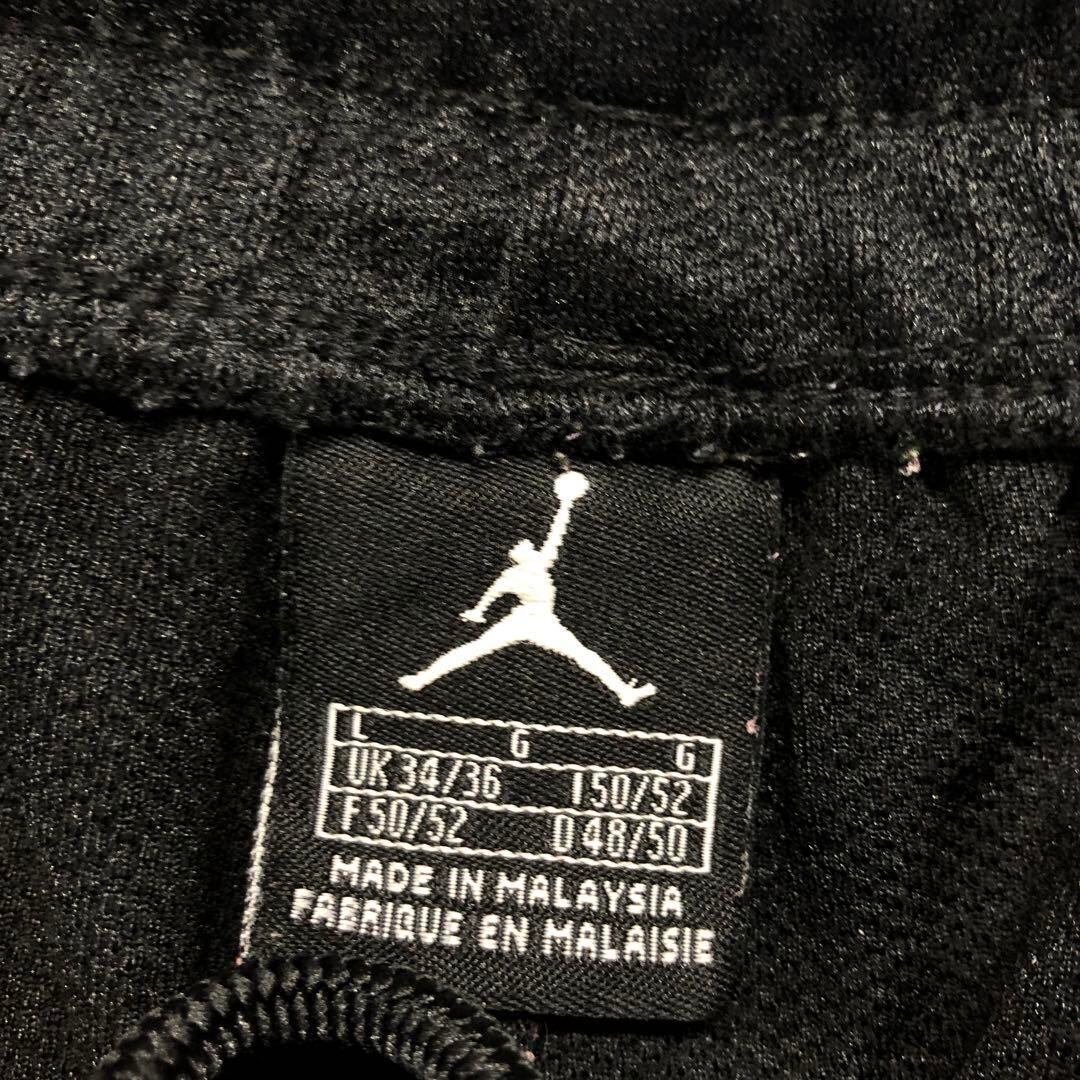 L G G
UK 34/36 I 50/52
F 50/52 D 48/50
MADE IN MALAYSIA
FABRIQUE EN MALAISIE